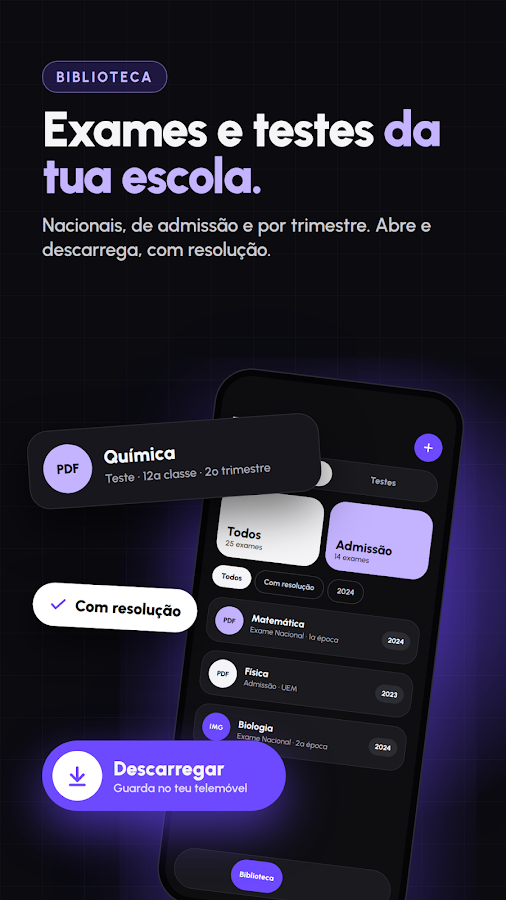 BIBLIOTECA
Exames e testes da
tua escola.
Nacionais, de admissão e por trimestre. Abre e
descarrega, com resolução.
+
PDF
Química
Teste · 12a classe · 2o trimestre
Testes
Todos
25 exames
Admissão
14 exames
Todos
Com resolução
2024
Com resolução
PDF
Matemática
Exame Nacional · 1a época
2024
PDF
Física
Admissão · UEM
2023
IMG
Biologia
Exame Nacional · 2a época
2024
Descarregar
Guarda no teu telemóvel
Biblioteca